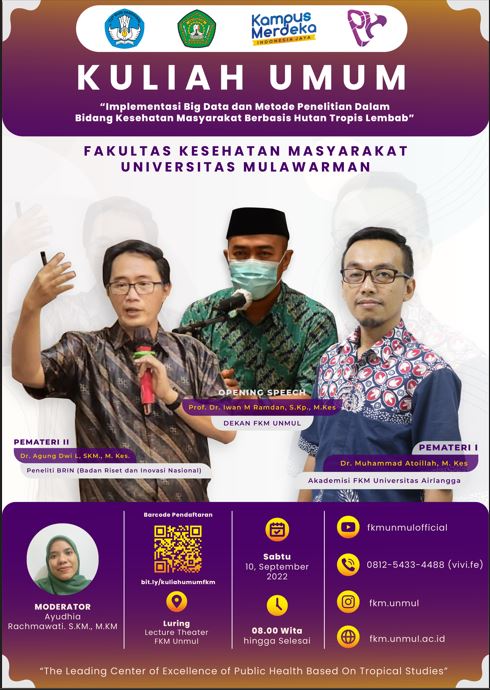 Kampus
Merdeka
INDONESIA JAYA
KULIAH UMUM
“Implementasi Big Data dan Metode Penelitian Dalam
Bidang Kesehatan Masyarakat Berbasis Hutan Tropis Lembab”
FAKULTAS KESEHATAN MASYARAKAT
UNIVERSITAS MULAWARMAN
OPENING SPEECH
Prof. Dr. Iwan M Ramdan, S.Kp., M.Kes
DEKAN FKM UNMUL
PEMATERI II
Dr. Agung Dwi L, SKM., M. Kes.
Peneliti BRIN (Badan Riset dan Inovasi Nasional)
PEMATERI I
Dr. Muhammad Atoillah, M. Kes
Akademisi FKM Universitas Airlangga
MODERATOR
Ayudhia
Rachmawati. S.KM., M.KM
Barcode Pendaftaran
bit.ly/kuliahumumfkm
Luring
Lecture Theater
FKM Unmul
Sabtu
10, September
2022
08.00 Wita
hingga Selesai
fkmunmulofficial
0812-5433-4488 (vivi.fe)
fkm.unmul
fkm.unmul.ac.id
“The Leading Center of Excellence of Public Health Based On Tropical Studies”